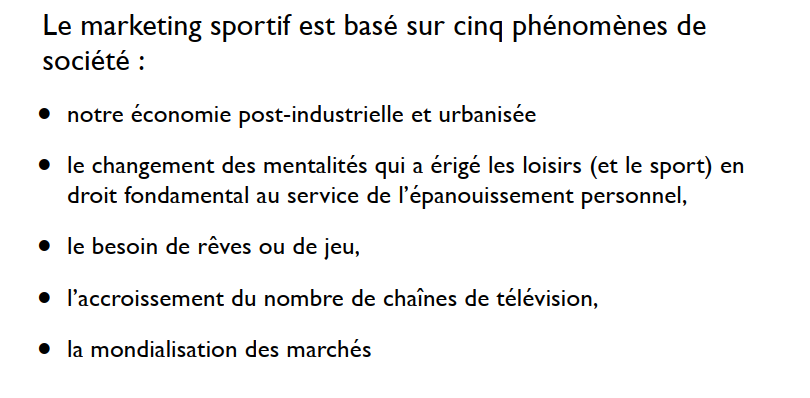 Le marketing sportif est basé sur cinq phénomènes de
société :
• notre économie post-industrielle et urbanisée
• le changement des mentalités qui a érigé les loisirs (et le sport) en
droit fondamental au service de l’épanouissement personnel,
• le besoin de rêves ou de jeu,
• l’accroissement du nombre de chaînes de télévision,
• la mondialisation des marchés